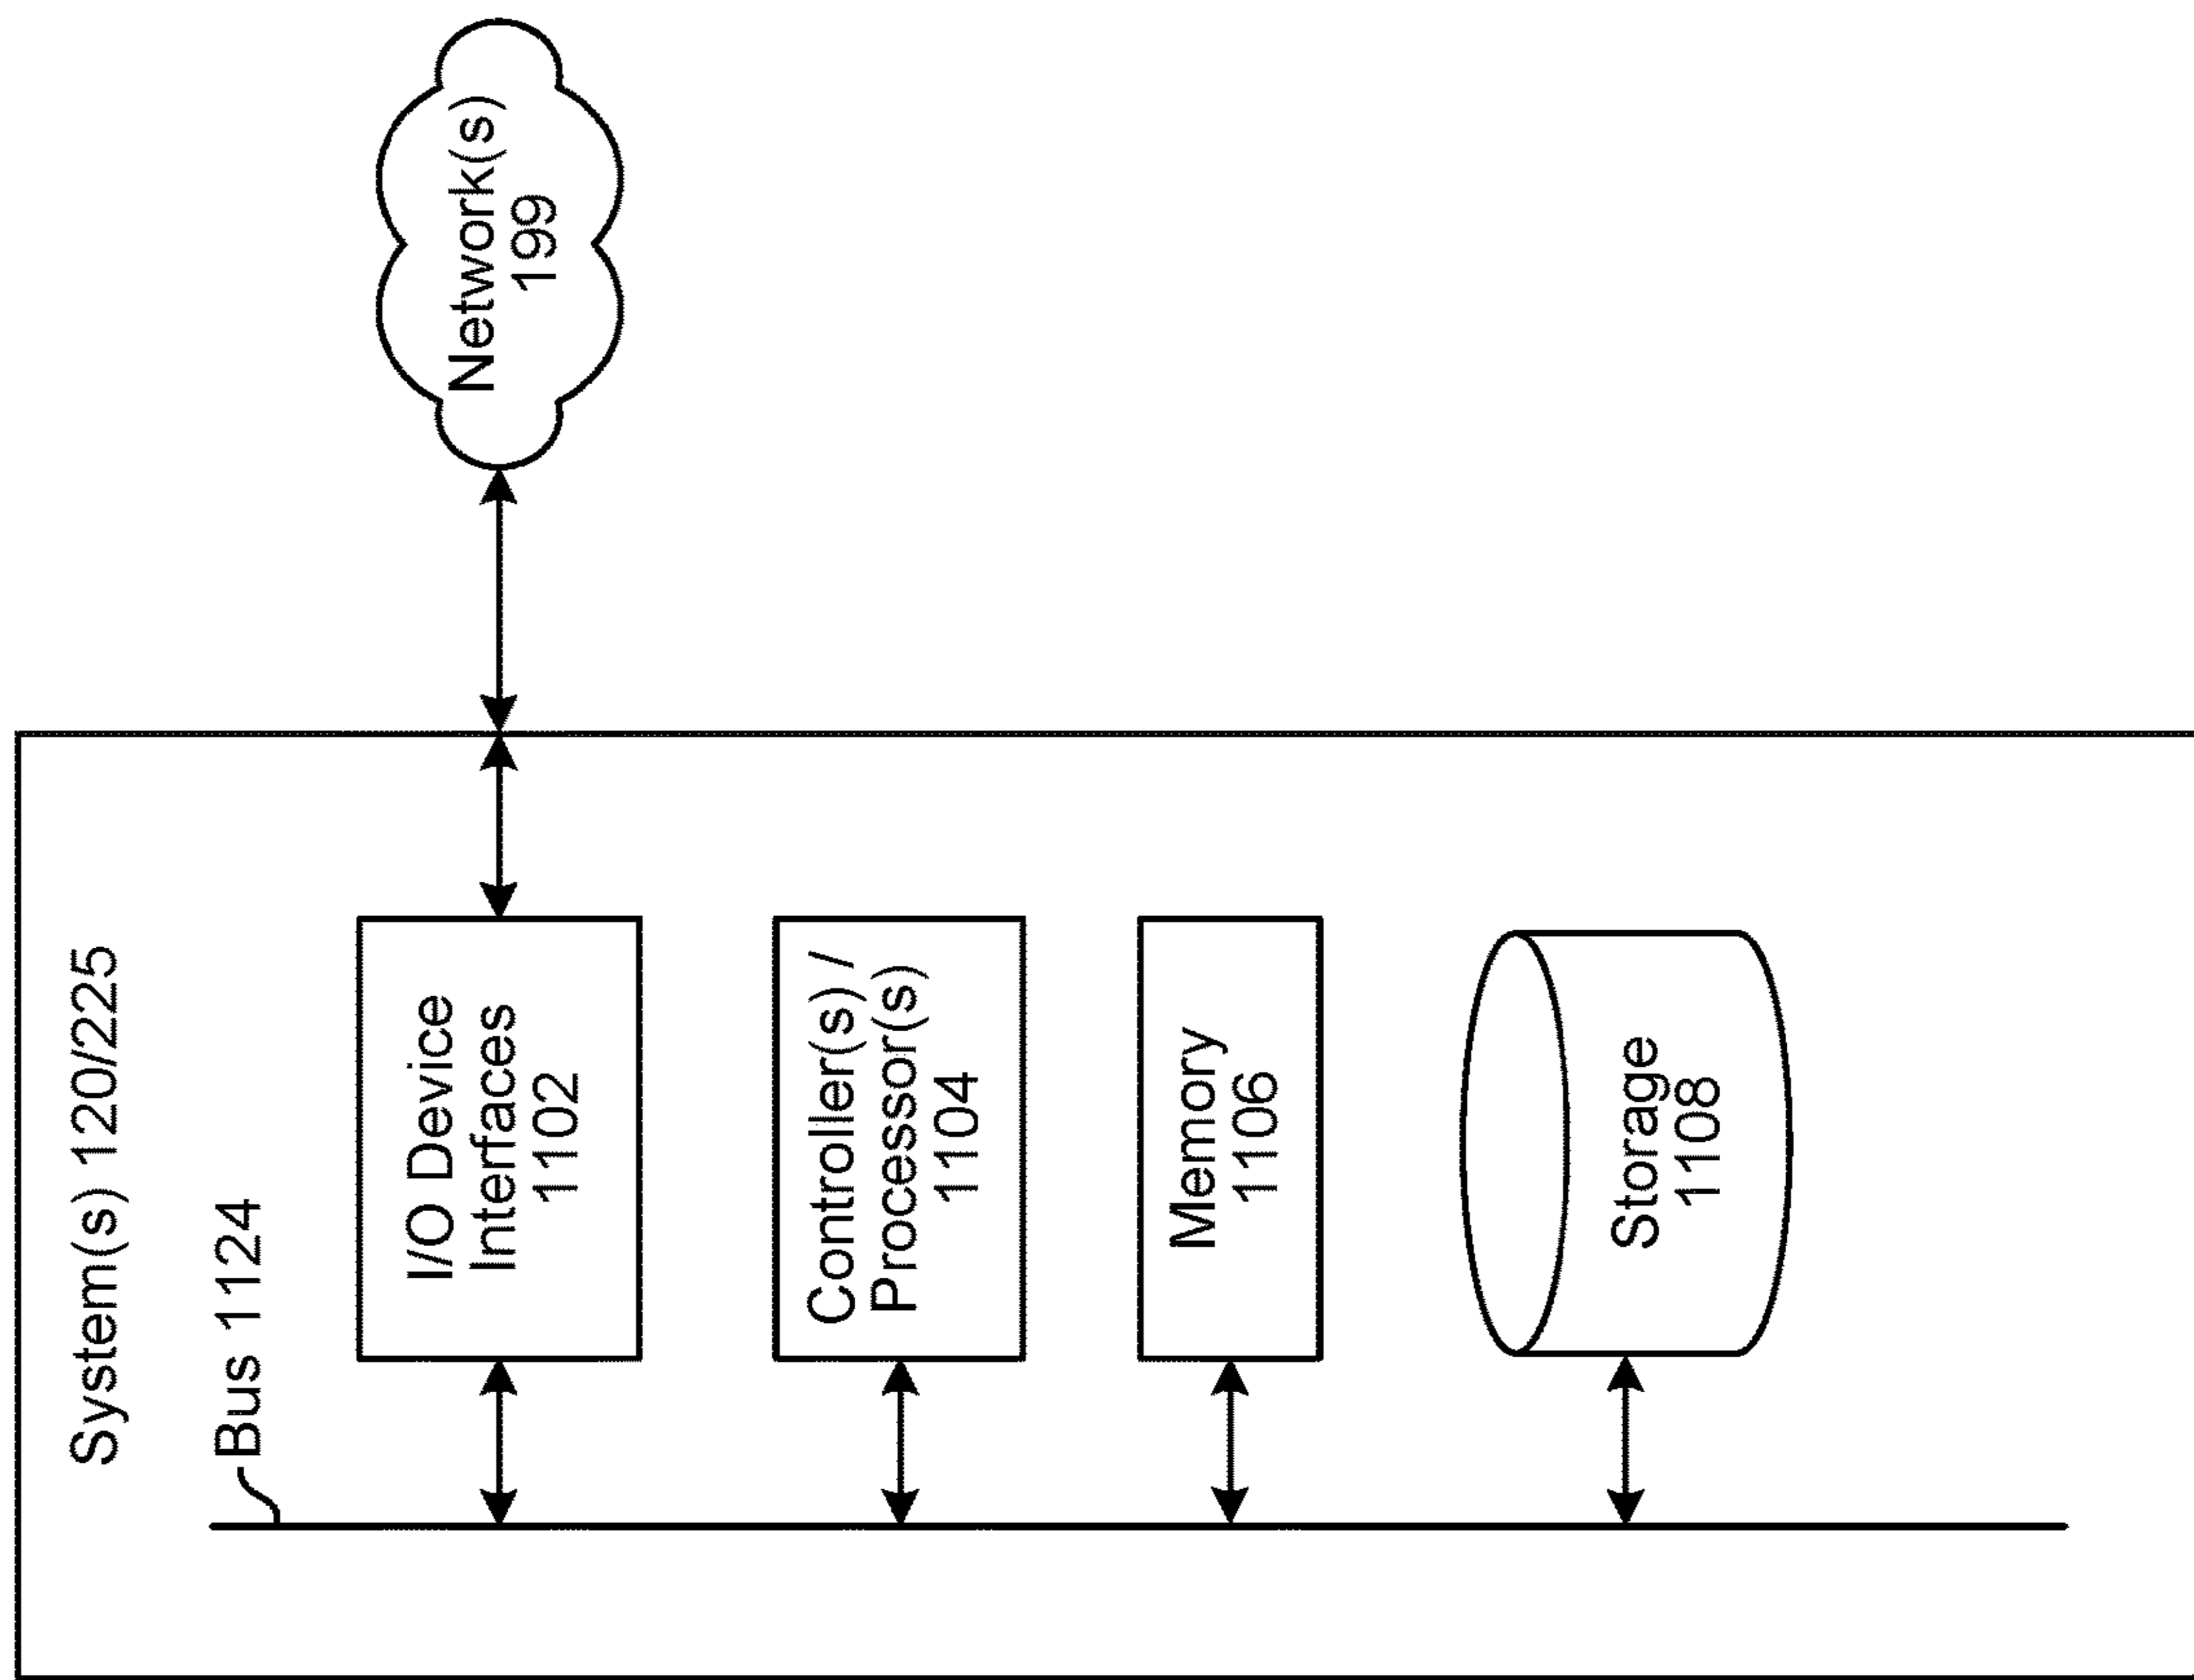 System(s) 120/225
Bus 1124
I/O Device
Interfaces
1102
Network(s)
199
Controller(s) /
Processor(s)
1104
Memory
1106
Storage
1108